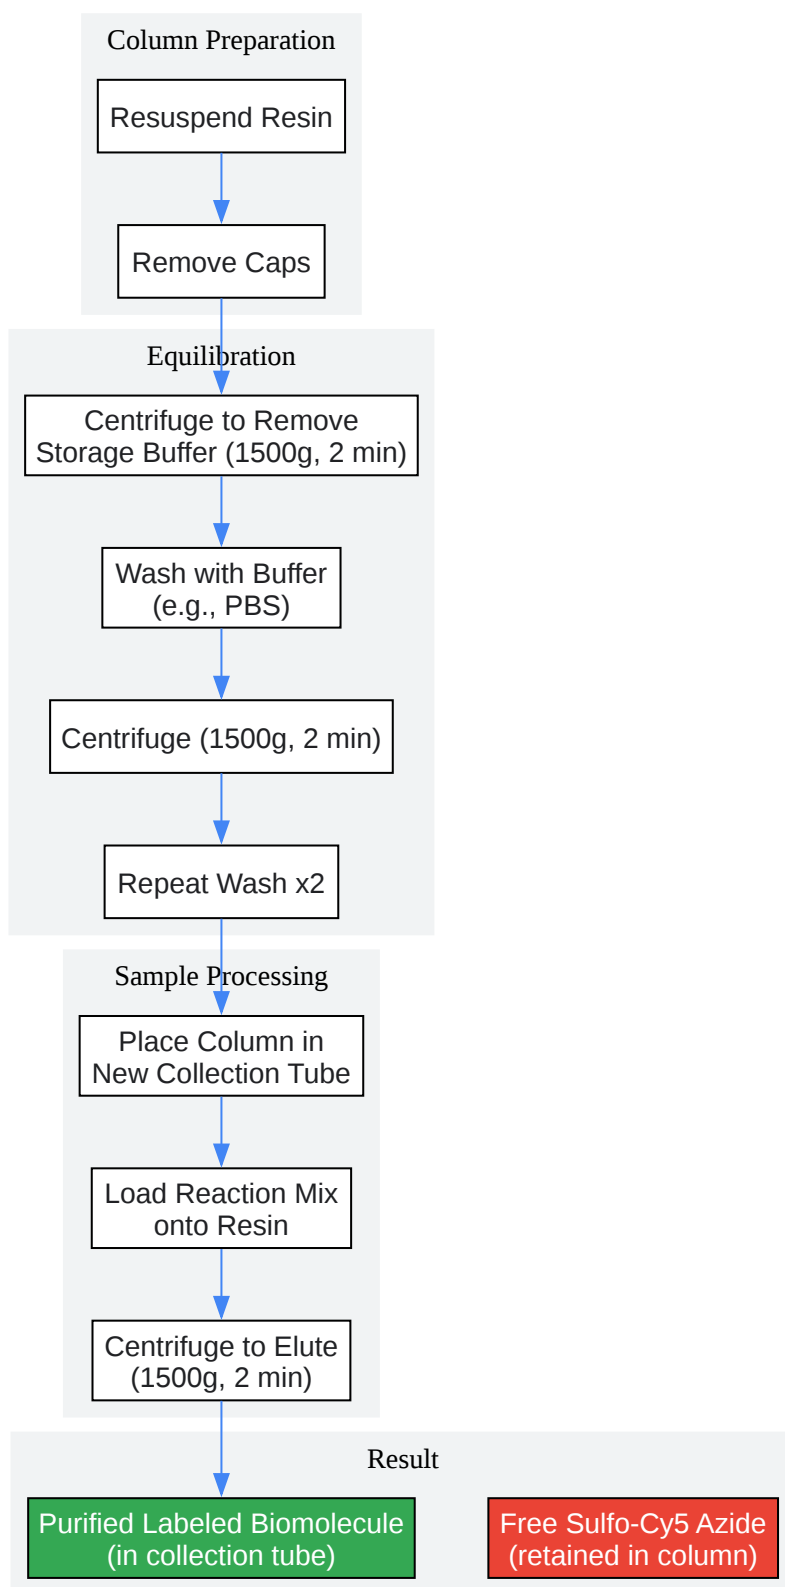 Column Preparation
Resuspend Resin
Remove Caps
Equilibration
Centrifuge to Remove
Storage Buffer (1500g, 2 min)
Wash with Buffer
(e.g., PBS)
Centrifuge (1500g, 2 min)
Repeat Wash x2
Sample Processing
Place Column in
New Collection Tube
Load Reaction Mix
onto Resin
Centrifuge to Elute
(1500g, 2 min)
Result
Purified Labeled Biomolecule
(in collection tube)
Free Sulfo-Cy5 Azide
(retained in column)